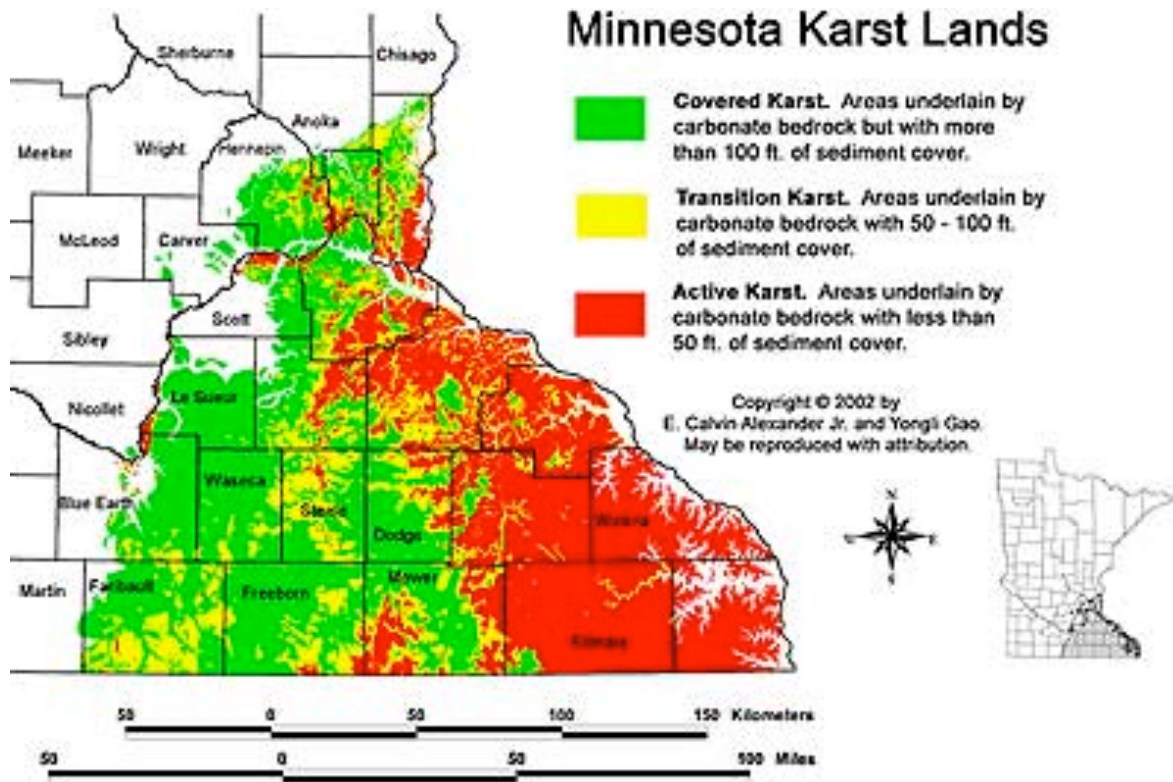 Minnesota Karst Lands
Covered Karst. Areas underlain by
carbonate bedrock but with more
than 100 ft. of sediment cover.
Transition Karst. Areas underlain by
carbonate bedrock with 50 - 100 ft.
of sediment cover.
Active Karst. Areas underlain by
carbonate bedrock with less than
50 ft. of sediment cover.
Copyright © 2002 by
E. Calvin Alexander Jr. and Yongli Gao.
May be reproduced with attribution.
Sherburne
Chisago
Anoka
Meeker
Wright
Hennepin
McLeod
Carver
Scott
Sibley
Le Sueur
Nicollet
Waseca
Blue Earth
Steele
Dodge
Winona
Martin
Faribault
Freeborn
Mower
N
E
S
50 0 50 100 150 Kilometers
50 0 50 100 Miles